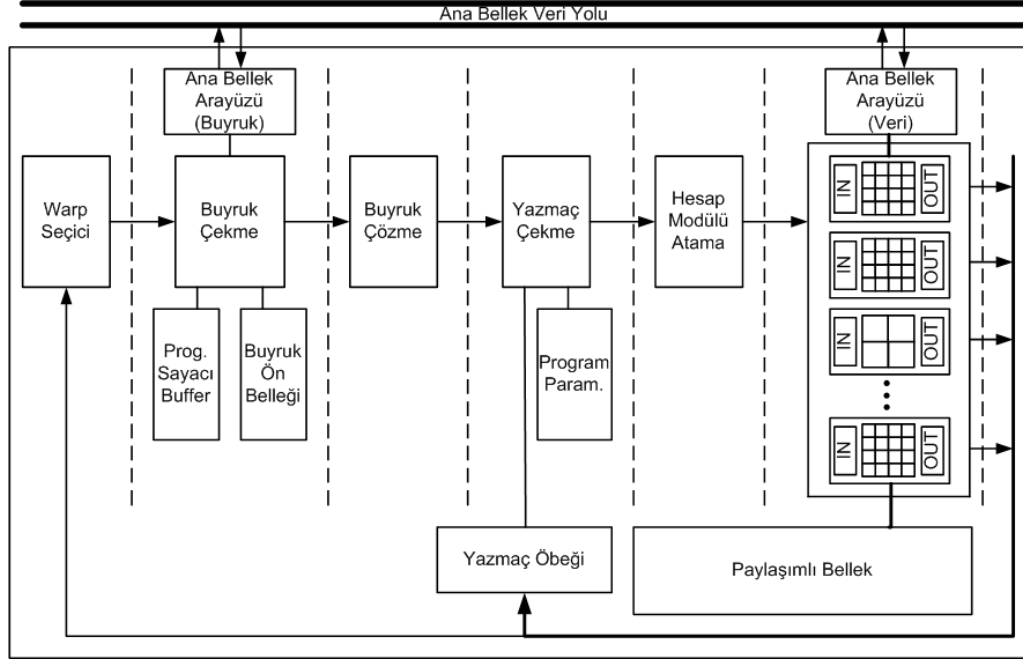 Ana Bellek Veri Yolu
Ana Bellek
Arayüzü
(Buyruk)
Ana Bellek
Arayüzü
(Veri)
Warp
Seçici
Buyruk
Çekme
Buyruk
Çözme
Yazmaç
Çekme
Hesap
Modülü
Atama
IN
OUT
IN
OUT
IN
OUT
IN
OUT
Prog.
Sayacı
Buffer
Buyruk
Ön
Belleği
Program
Param.
Yazmaç Öbeği
Paylaşımlı Bellek